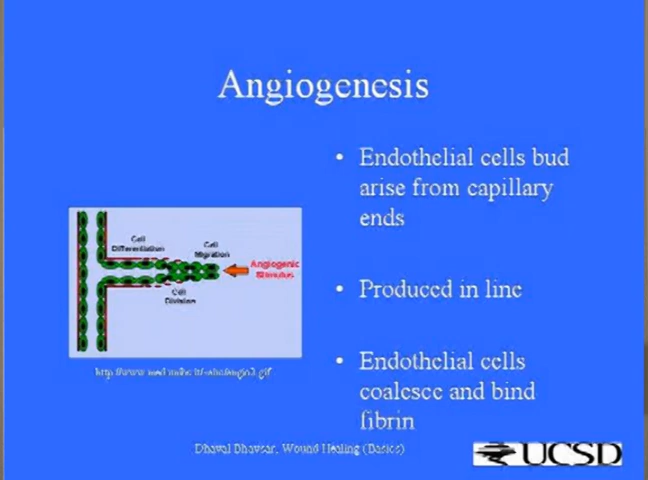 Angiogenesis
• Endothelial cells bud
arise from capillary
ends
Cell
Differentiation
Cell
Migration
Angiogenic
Stimulus
Cell
Division
• Produced in line
• Endothelial cells
coalesce and bind
fibrin
Dhaval Bhavsar, Wound Healing (Basics)
UCSD